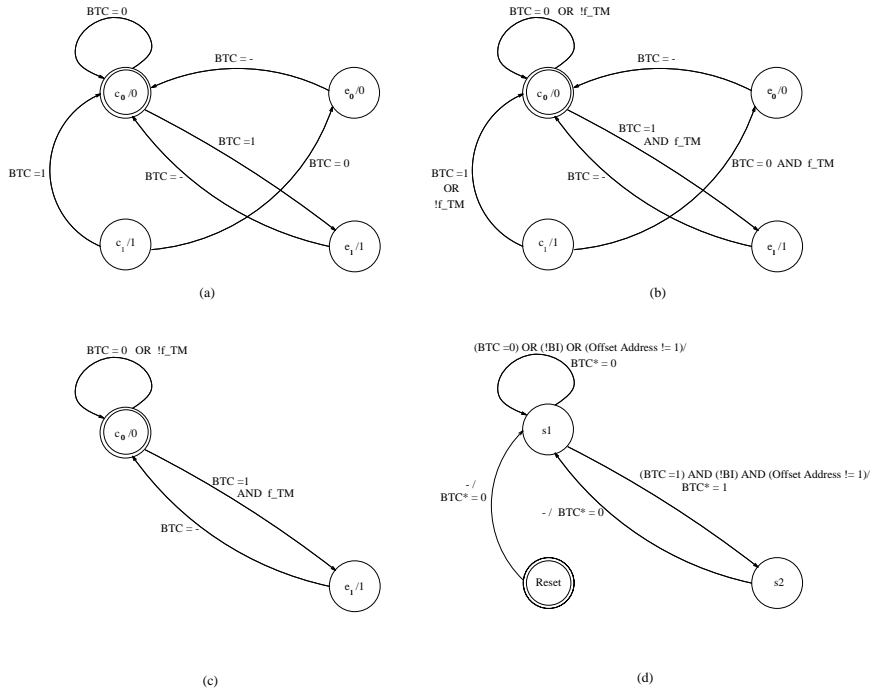 BTC = 0
BTC = -
c0 /0
e0 /0
BTC =1
BTC = 0
BTC =1
BTC = -
c1 /1
e1 /1
(a)
BTC = 0 OR !f_TM
BTC = -
c0 /0
e0 /0
BTC =1
AND f_TM
BTC = 0 AND f_TM
BTC =1
OR
!f_TM
BTC = -
c1 /1
e1 /1
(b)
BTC = 0 OR !f_TM
c0 /0
BTC =1
AND f_TM
BTC = -
e1 /1
(c)
(BTC =0) OR (!BI) OR (Offset Address != 1)/
BTC* = 0
s1
(BTC =1) AND (!BI) AND (Offset Address != 1)/
BTC* = 1
- /
BTC* = 0
- / BTC* = 0
Reset
s2
(d)